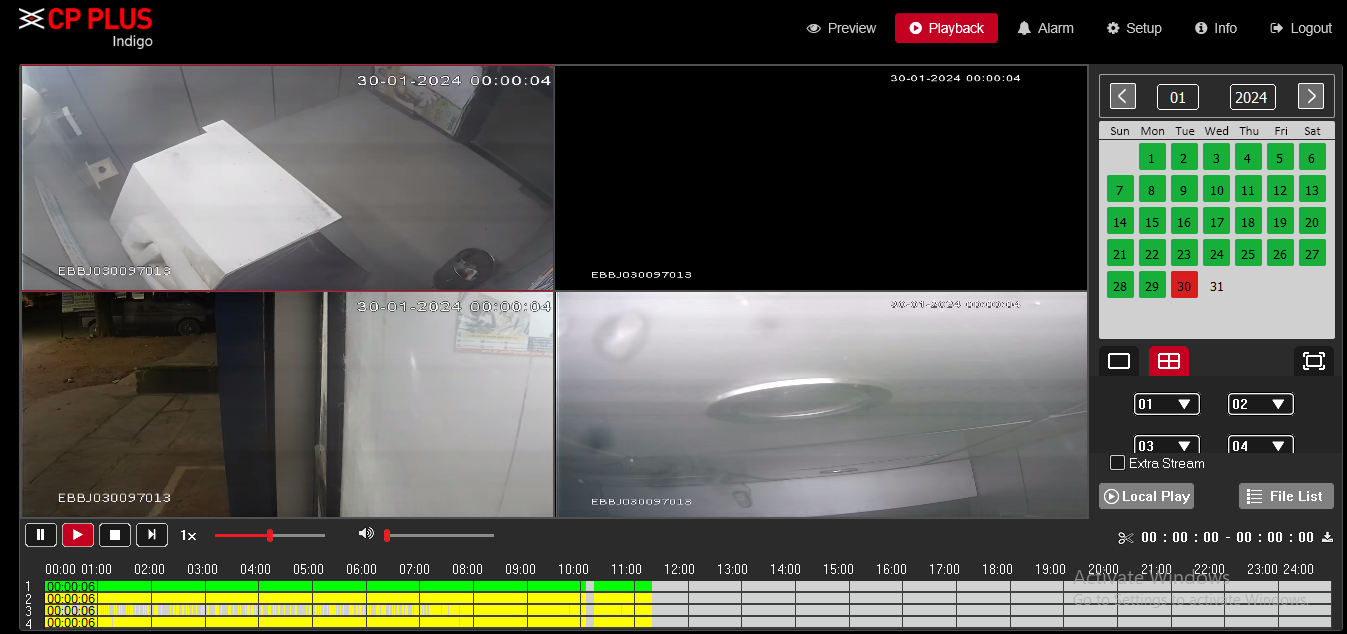 CP PLUS
Indigo
Preview Playback Alarm Setup Info Logout
30-01-2024 00:00:04
EBBJ030097013
30-01-2024 00:00:04
EBBJ030097013
30-01-2024 00:00:04
EBBJ030097013
30-01-2024 00:00:04
EBBJ030097013
01 2024
Sun Mon Tue Wed Thu Fri Sat
1 2 3 4 5 6
7 8 9 10 11 12 13
14 15 16 17 18 19 20
21 22 23 24 25 26 27
28 29 30 31
01 02
03 04
Extra Stream
Local Play File List
1x
00 : 00 : 00 - 00 : 00 : 00
00:00 01:00 02:00 03:00 04:00 05:00 06:00 07:00 08:00 09:00 10:00 11:00 12:00 13:00 14:00 15:00 16:00 17:00 18:00 19:00 20:00 21:00 22:00 23:00 24:00
1 00:00:06
2 00:00:06
3 00:00:06
4 00:00:06
Activate Windows
Go to Settings to activate Windows.